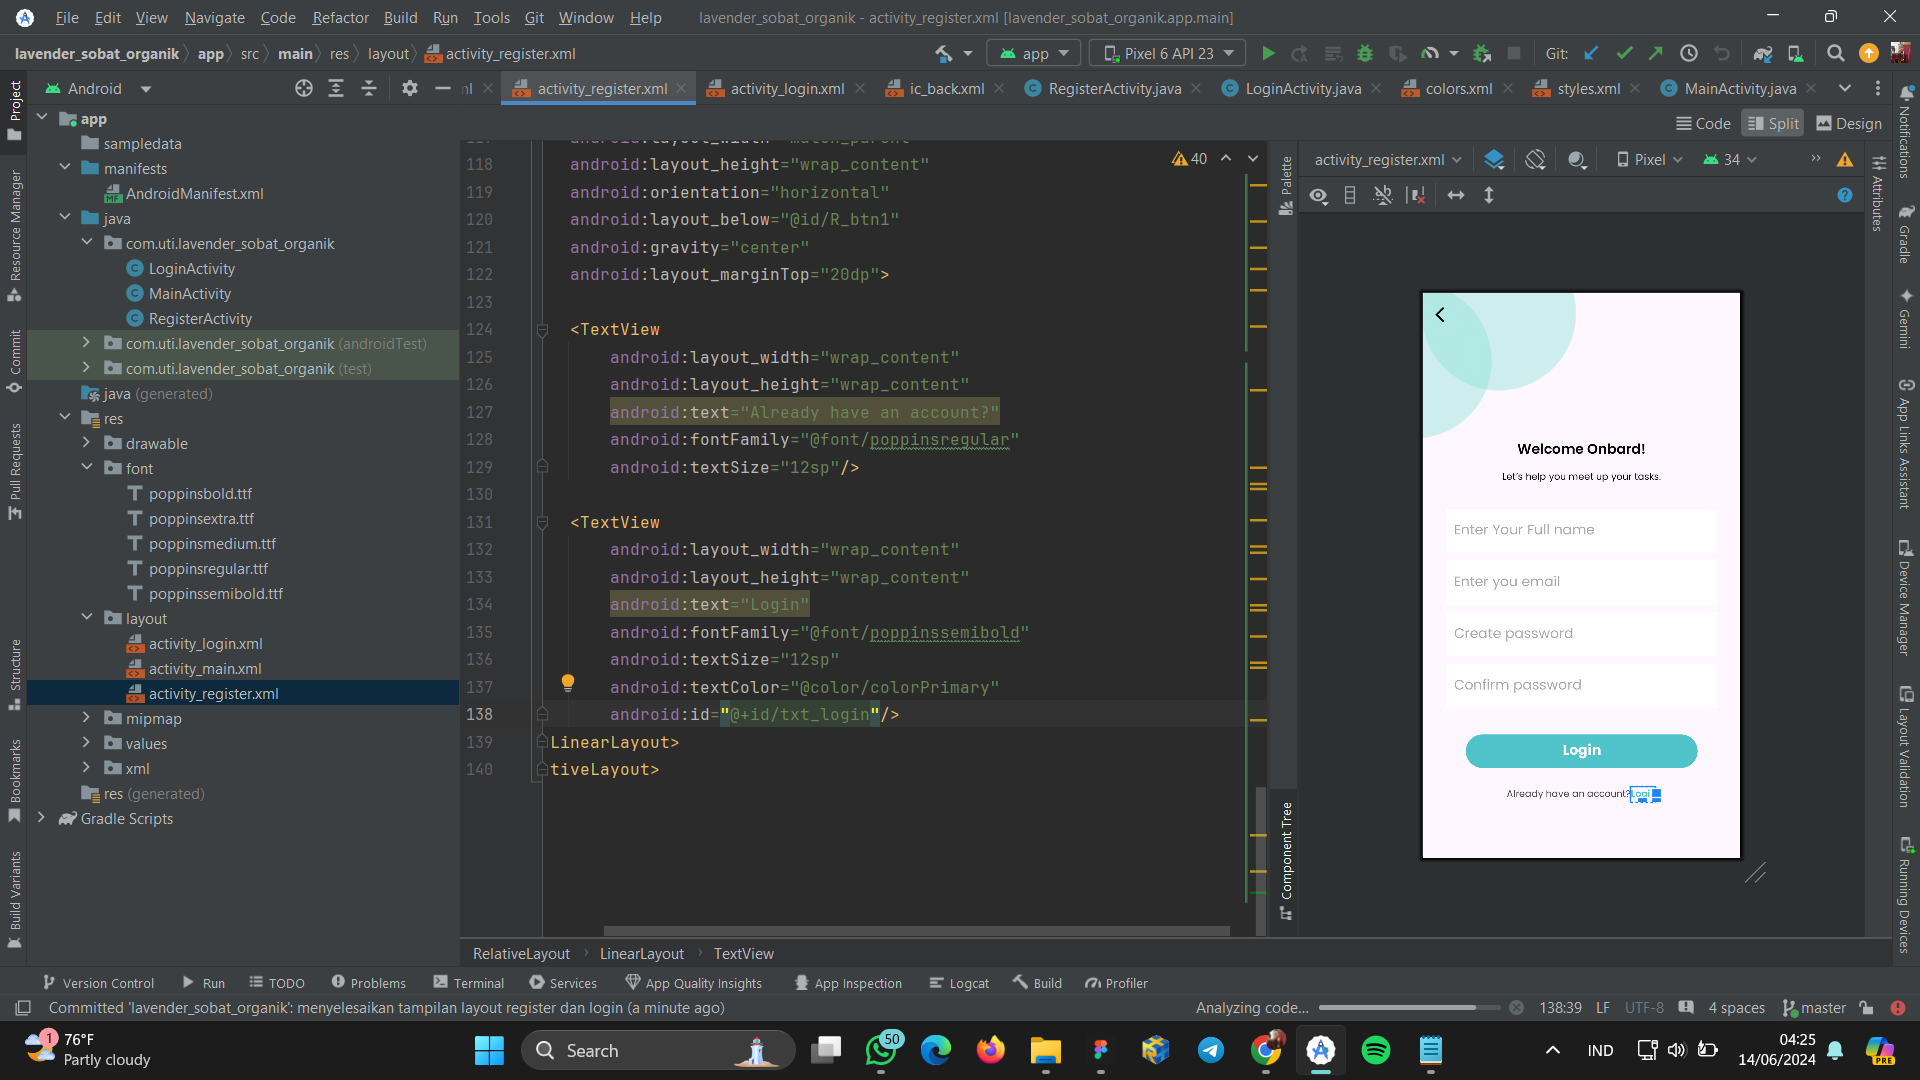 File Edit View Navigate Code Refactor Build Run Tools Git Window Help lavender_sobat_organik - activity_register.xml [lavender_sobat_organik.app.main]
lavender_sobat_organik app src main res layout activity_register.xml app Pixel 6 API 23 Git:
Android ml activity_register.xml activity_login.xml ic_back.xml RegisterActivity.java LoginActivity.java colors.xml styles.xml MainActivity.java
Code Split Design
Project
Resource Manager
Commit
Pull Requests
Structure
Bookmarks
Build Variants
app
sampledata
manifests
AndroidManifest.xml
java
com.uti.lavender_sobat_organik
LoginActivity
MainActivity
RegisterActivity
com.uti.lavender_sobat_organik (androidTest)
com.uti.lavender_sobat_organik (test)
java (generated)
res
drawable
font
poppinsbold.ttf
poppinsextra.ttf
poppinsmedium.ttf
poppinsregular.ttf
poppinssemibold.ttf
layout
activity_login.xml
activity_main.xml
activity_register.xml
mipmap
values
xml
res (generated)
Gradle Scripts
40
117 android:layout_width="match_parent"
118 android:layout_height="wrap_content"
119 android:orientation="horizontal"
120 android:layout_below="@id/R_btn1"
121 android:gravity="center"
122 android:layout_marginTop="20dp">
123
124 <TextView
125 android:layout_width="wrap_content"
126 android:layout_height="wrap_content"
127 android:text="Already have an account?"
128 android:fontFamily="@font/poppinsregular"
129 android:textSize="12sp"/>
130
131 <TextView
132 android:layout_width="wrap_content"
133 android:layout_height="wrap_content"
134 android:text="Login"
135 android:fontFamily="@font/poppinssemibold"
136 android:textSize="12sp"
137 android:textColor="@color/colorPrimary"
138 android:id="@+id/txt_login"/>
139 LinearLayout>
140 tiveLayout>
RelativeLayout LinearLayout TextView
Palette
Component Tree
activity_register.xml Pixel 34
Welcome Onbard!
Let's help you meet up your tasks.
Enter Your Full name
Enter you email
Create password
Confirm password
Login
Already have an account? Logi
Attributes
Notifications
Gradle
Gemini
App Links Assistant
Device Manager
Layout Validation
Running Devices
Version Control Run TODO Problems Terminal Services App Quality Insights App Inspection Logcat Build Profiler
Committed 'lavender_sobat_organik': menyelesaikan tampilan layout register dan login (a minute ago) Analyzing code... 138:39 LF UTF-8 4 spaces master
1 76°F
Partly cloudy
Search
50
IND
04:25
14/06/2024
PRE